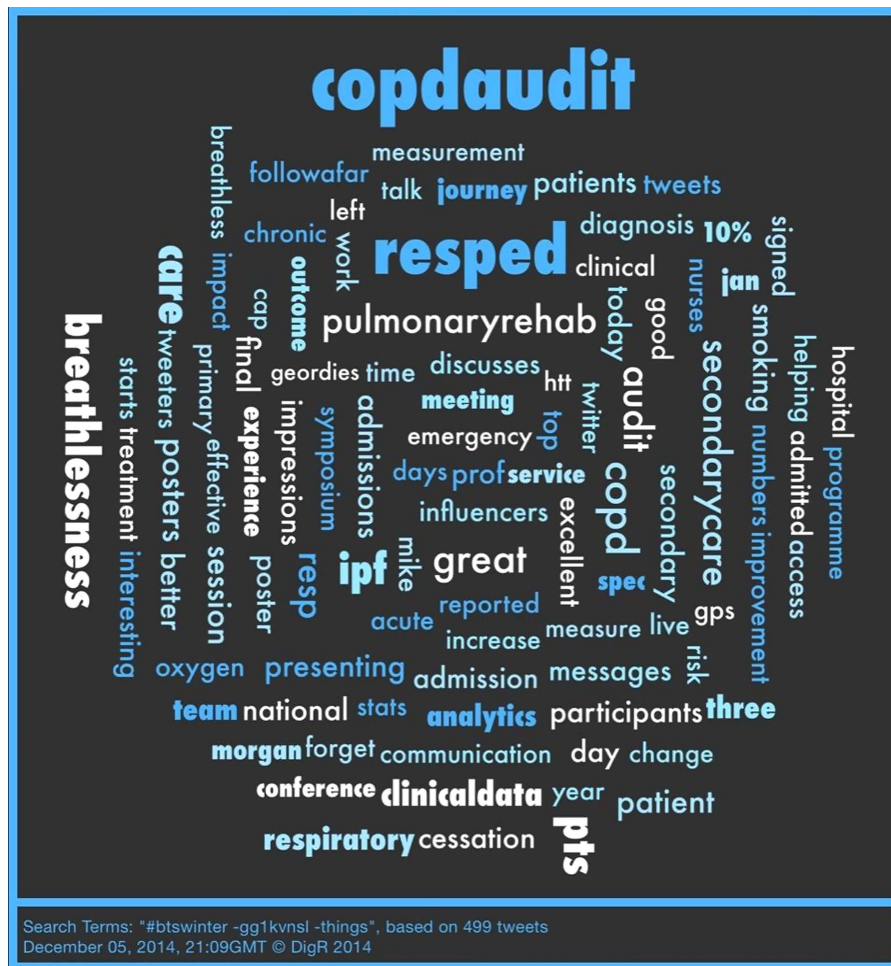 copdaudit
measurement
breathless
followafar
talk journey patients tweets
left
chronic
work
resped
diagnosis 10%
signed
clinical
jan
nurses
care
impact
outcome
cap
today
good
pulmonaryrehab
smoking
breathlessness
tweeters
primary
final
geordies time discusses
htt
twitter
audit
secondarycare
helping
hospital
starts
treatment
experience
impressions
symposium
admissions
meeting
top
emergency
numbers
admitted
programme
posters
effective
days prof service
copd
secondary
influencers
excellent
improvement
access
interesting
better
session
poster
resp
ipf
mike
great
spec
gps
acute reported
increase measure live
risk
oxygen presenting admission messages
team national stats analytics participants three
morgan forget communication day change
conference clinicaldata year patient
pts
respiratory cessation
Search Terms: "#btswinter -gg1kvnsl -things", based on 499 tweets
December 05, 2014, 21:09GMT © DigR 2014